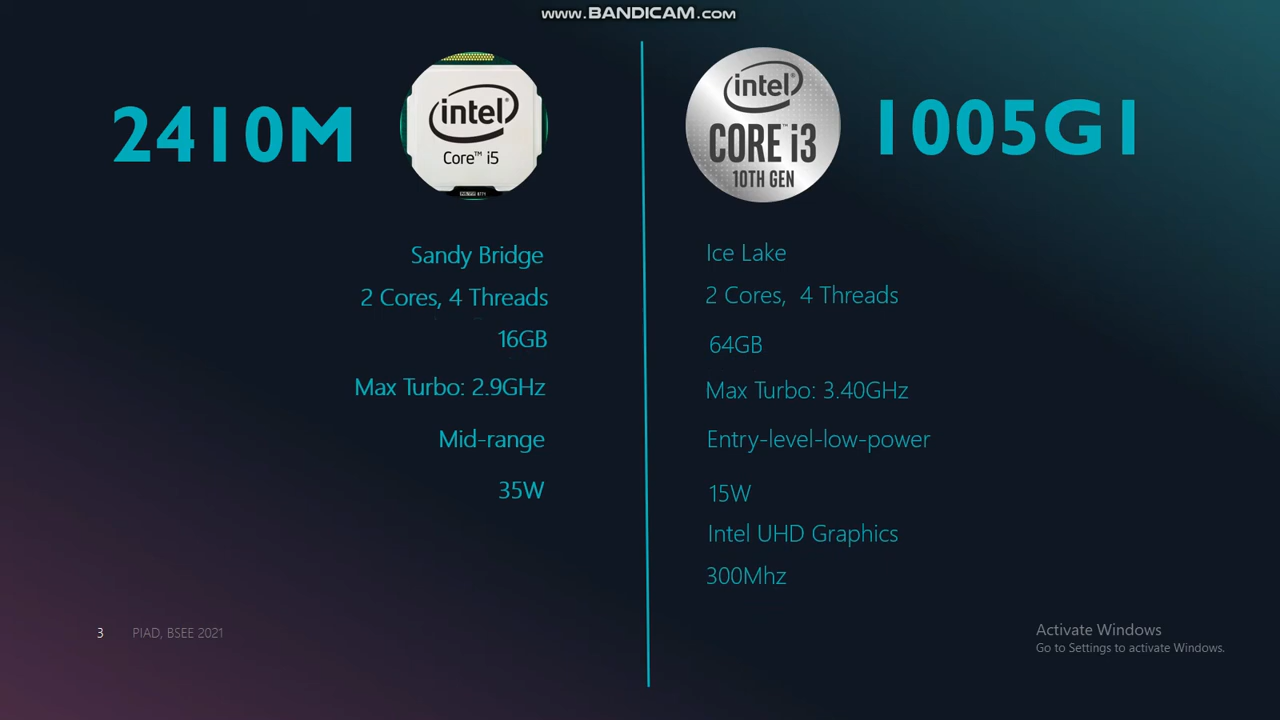 www.BANDICAM.com
2410M
intel
Core™ i5
intel
CORE™ i3
10TH GEN
1005G1
Sandy Bridge
2 Cores, 4 Threads
16GB
Max Turbo: 2.9GHz
Mid-range
35W
Ice Lake
2 Cores,  4 Threads
64GB
Max Turbo: 3.40GHz
Entry-level-low-power
15W
Intel UHD Graphics
300Mhz
3
PIAD, BSEE 2021
Activate Windows
Go to Settings to activate Windows.